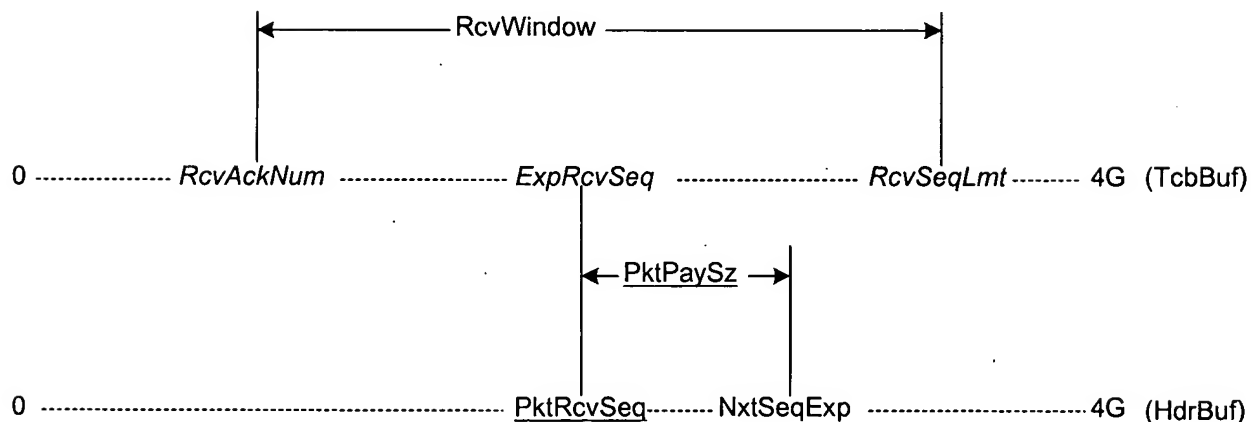 RcvWindow
0 RcvAckNum ExpRcvSeq RcvSeqLmt 4G (TcbBuf)
PktPaySz
0 PktRcvSeq NxtSeqExp 4G (HdrBuf)